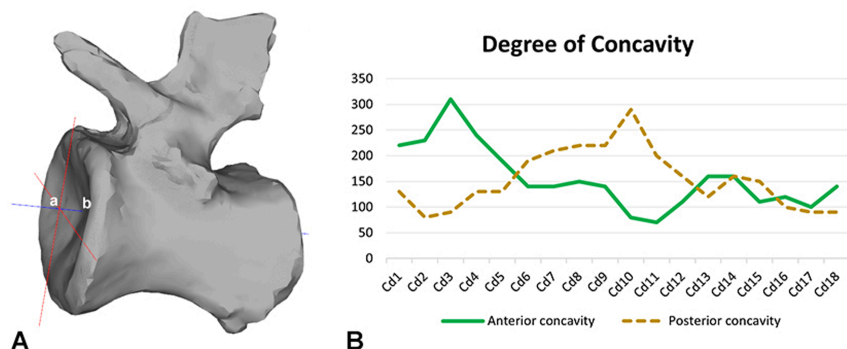 a b
A
Degree of Concavity
350
300
250
200
150
100
50
0
Cd1 Cd2 Cd3 Cd4 Cd5 Cd6 Cd7 Cd8 Cd9 Cd10 Cd11 Cd12 Cd13 Cd14 Cd15 Cd16 Cd17 Cd18
Anterior concavity Posterior concavity
B